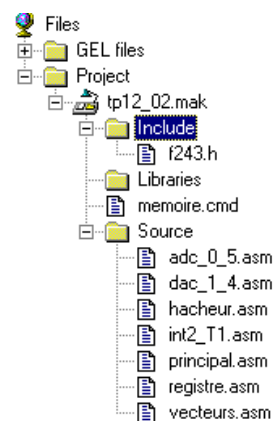 Files
GEL files
Project
tp12_02.mak
Include
f243.h
Libraries
memoire.cmd
Source
adc_0_5.asm
dac_1_4.asm
hacheur.asm
int2_T1.asm
principal.asm
registre.asm
vecteurs.asm